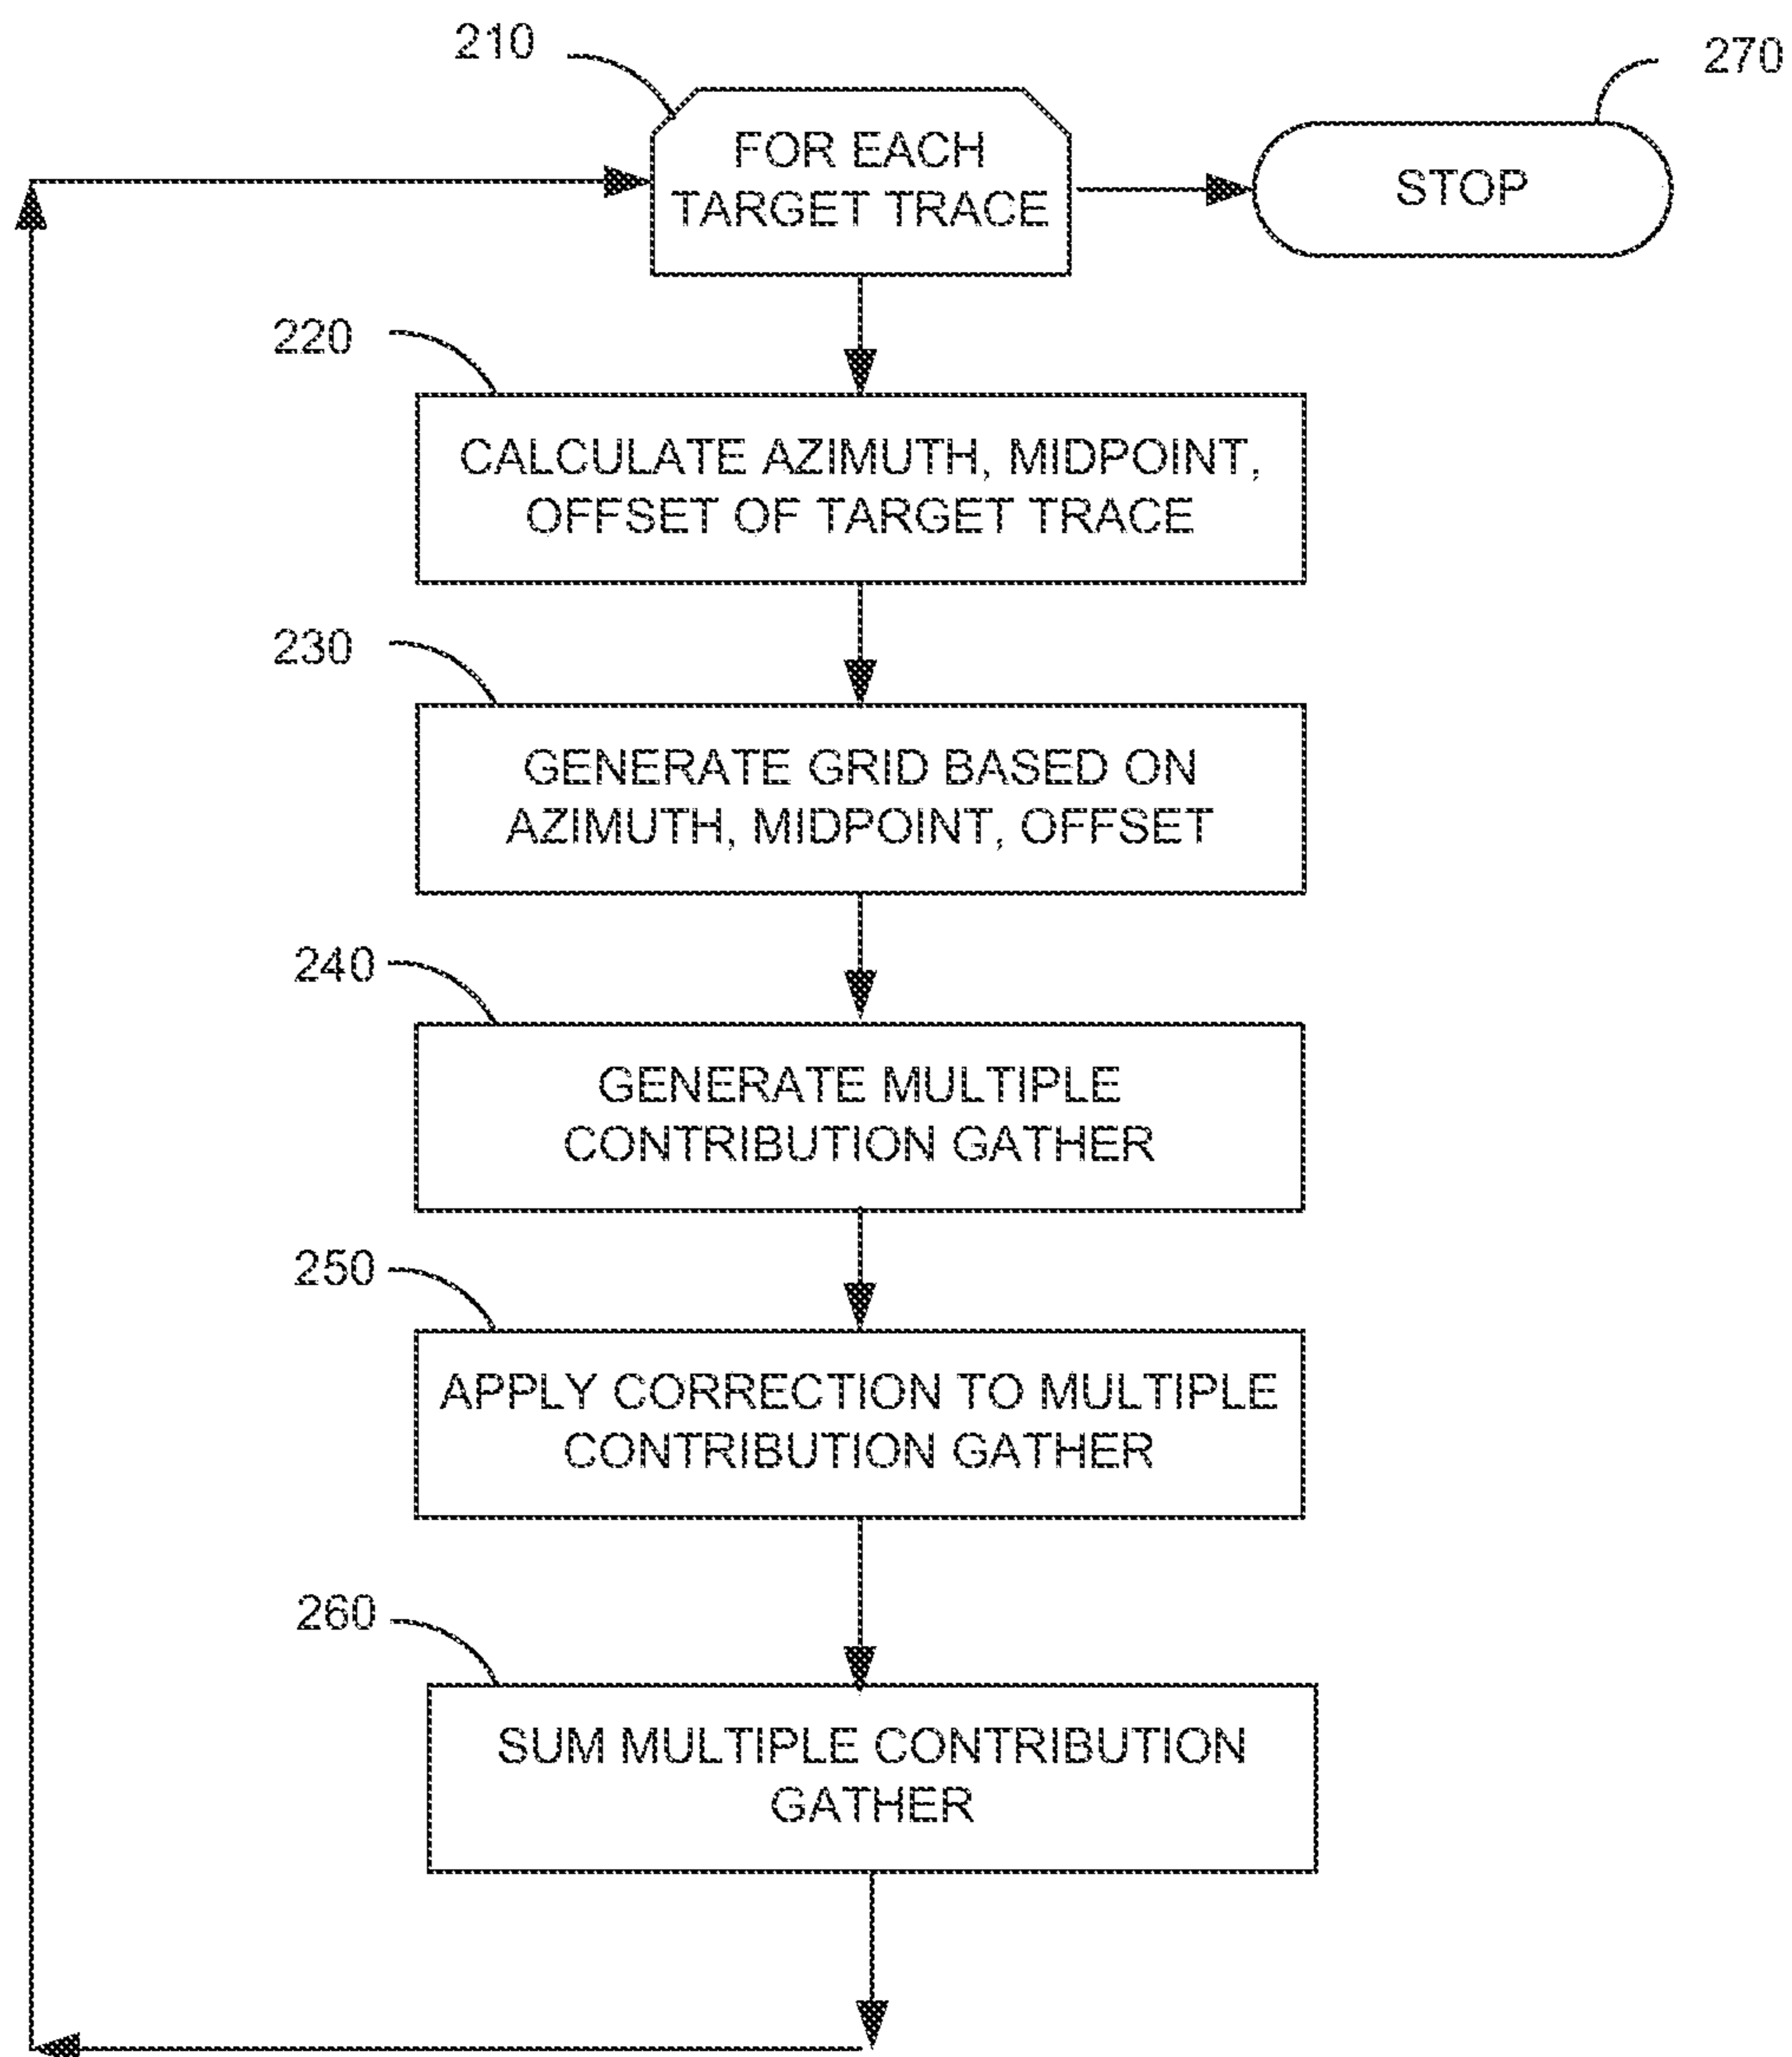 210
270
FOR EACH
TARGET TRACE
STOP
220
CALCULATE AZIMUTH, MIDPOINT,
OFFSET OF TARGET TRACE
230
GENERATE GRID BASED ON
AZIMUTH, MIDPOINT, OFFSET
240
GENERATE MULTIPLE
CONTRIBUTION GATHER
250
APPLY CORRECTION TO MULTIPLE
CONTRIBUTION GATHER
260
SUM MULTIPLE CONTRIBUTION
GATHER